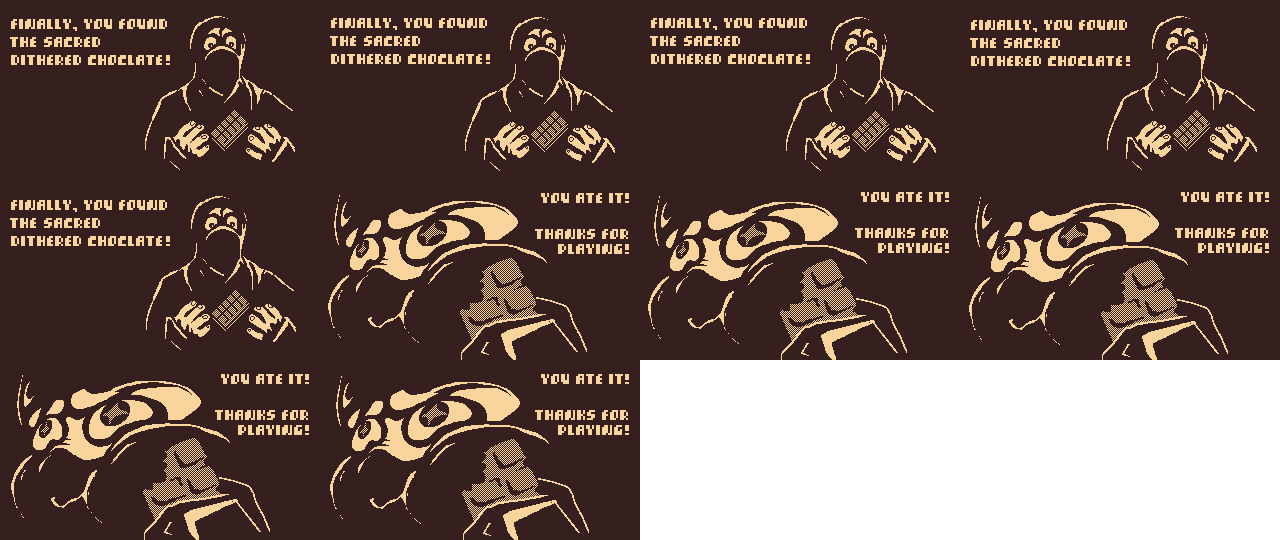 FINALLY, YOU FOUND
THE SACRED
DITHERED CHOCLATE!
FINALLY, YOU FOUND
THE SACRED
DITHERED CHOCLATE!
FINALLY, YOU FOUND
THE SACRED
DITHERED CHOCLATE!
FINALLY, YOU FOUND
THE SACRED
DITHERED CHOCLATE!
FINALLY, YOU FOUND
THE SACRED
DITHERED CHOCLATE!
YOU ATE IT!
THANKS FOR
PLAYING!
YOU ATE IT!
THANKS FOR
PLAYING!
YOU ATE IT!
THANKS FOR
PLAYING!
YOU ATE IT!
THANKS FOR
PLAYING!
YOU ATE IT!
THANKS FOR
PLAYING!